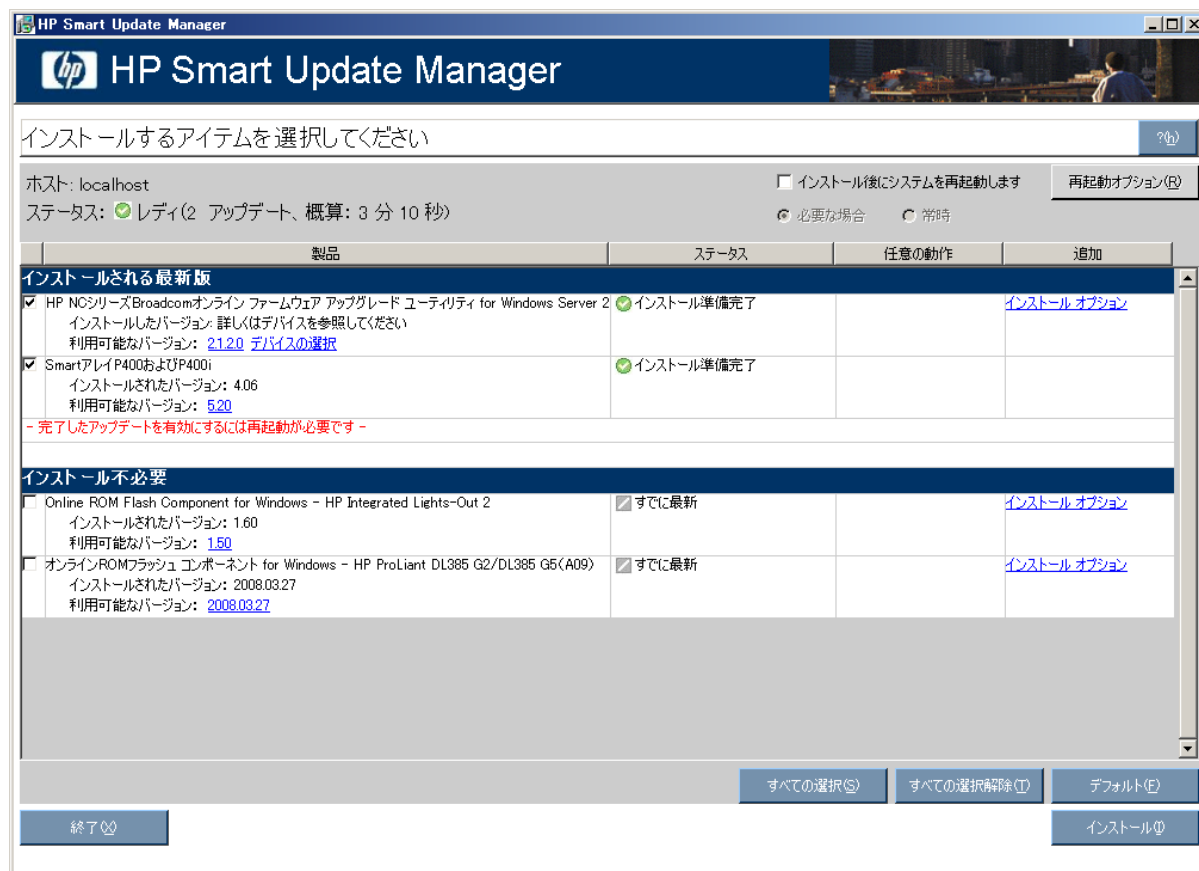 HP Smart Update Manager
hp HP Smart Update Manager
インストールするアイテムを選択してください ?(h)
ホスト: localhost
インストール後にシステムを再起動します 再起動オプション(R)
ステータス: レディ(2 アップデート、概算: 3 分 10 秒)
必要な場合 常時
製品 ステータス 任意の動作 追加
インストールされる最新版
HP NCシリーズBroadcomオンライン ファームウェア アップグレード ユーティリティ for Windows Server 2 インストール準備完了 インストール オプション
インストールしたバージョン: 詳しくはデバイスを参照してください
利用可能なバージョン: 2.1.2.0 デバイスの選択
SmartアレイP400およびP400i インストール準備完了
インストールされたバージョン: 4.06
利用可能なバージョン: 5.20
- 完了したアップデートを有効にするには再起動が必要です -
インストール不必要
Online ROM Flash Component for Windows - HP Integrated Lights-Out 2 すでに最新 インストール オプション
インストールされたバージョン: 1.60
利用可能なバージョン: 1.50
オンラインROMフラッシュ コンポーネント for Windows - HP ProLiant DL385 G2/DL385 G5(A09) すでに最新 インストール オプション
インストールされたバージョン: 2008.03.27
利用可能なバージョン: 2008.03.27
すべての選択(S) すべての選択解除(T) デフォルト(F)
終了(X) インストール(I)